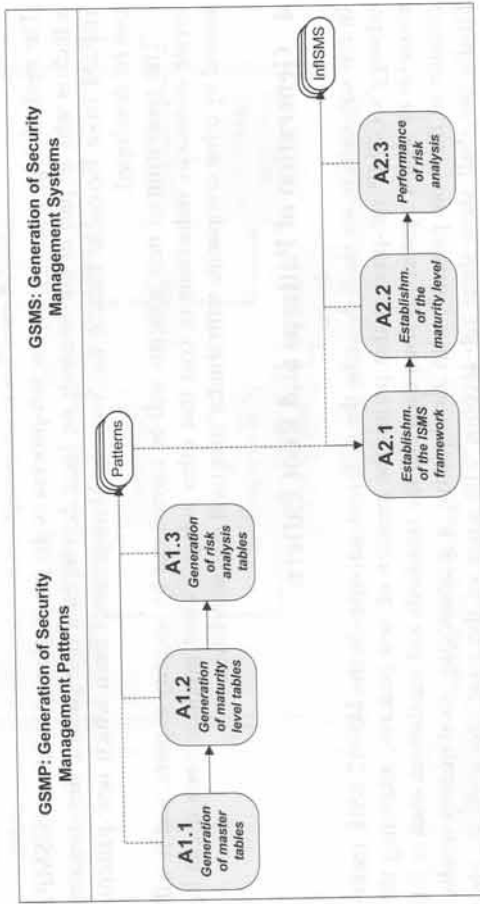 GSMP: Generation of Security
Management Patterns
GSMS: Generation of Security
Management Systems
A1.1
Generation
of master
tables
A1.2
Generation
of maturity
level tables
A1.3
Generation
of risk
analysis
tables
Patterns
A2.1
Establishm.
of the ISMS
framework
A2.2
Establishm.
of the
maturity level
A2.3
Performance
of risk
analysis
InfISMS